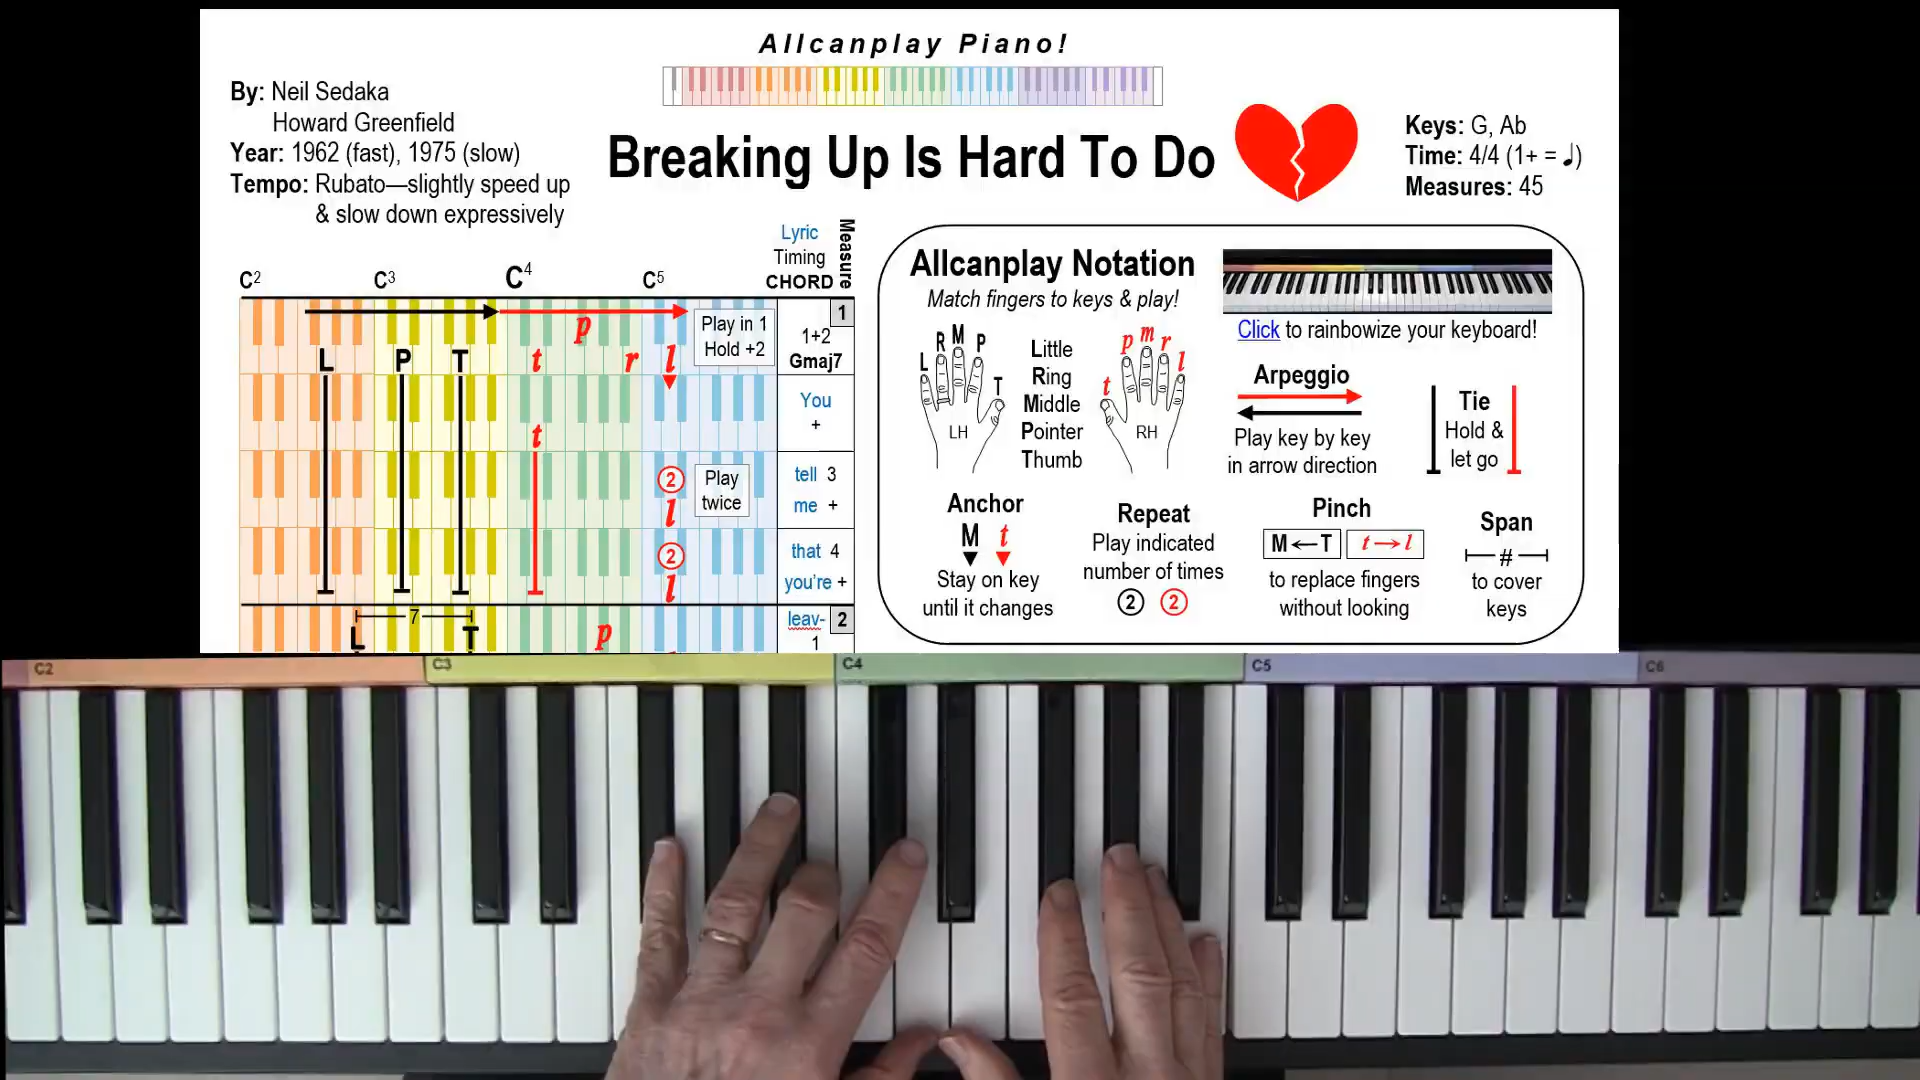 Allcanplay Piano!
By: Neil Sedaka
Howard Greenfield
Year: 1962 (fast), 1975 (slow)
Tempo: Rubato—slightly speed up
& slow down expressively
Breaking Up Is Hard To Do
Keys: G, Ab
Time: 4/4 (1+ = ♩)
Measures: 45
Lyric
Timing
CHORD
Measure
C2 C3 C4 C5
p
L P T t r l
Play in 1
Hold +2
1
1+2
Gmaj7
t
You
+
2
l
Play
twice
tell 3
me +
2
l
that 4
you're +
7
L T p
leav-
1
2
Allcanplay Notation
Match fingers to keys & play!
L R M P T
LH
Little
Ring
Middle
Pointer
Thumb
t p m r l
RH
Click to rainbowize your keyboard!
Arpeggio
Play key by key
in arrow direction
Tie
Hold &
let go
Anchor
M t
Stay on key
until it changes
Repeat
Play indicated
number of times
2 2
Pinch
M←T t→l
to replace fingers
without looking
Span
#
to cover
keys
C2 C3 C4 C5 C6